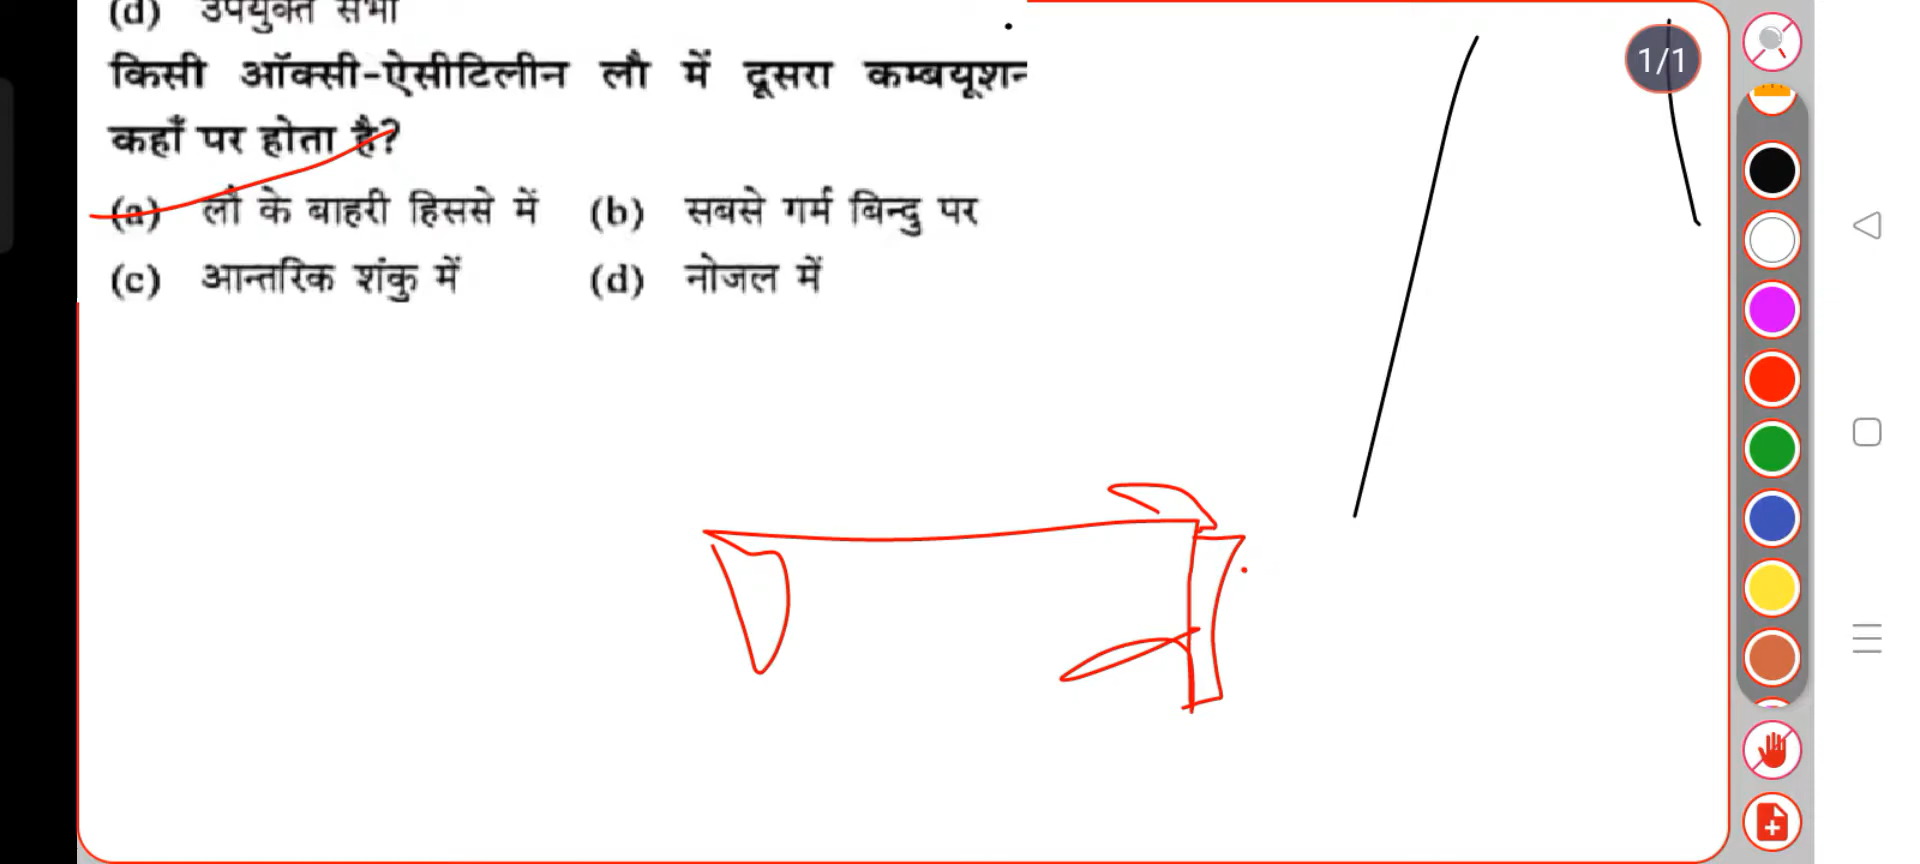 (d) उपर्युक्त सभी
किसी ऑक्सी-ऐसीटिलीन लौ में दूसरा कम्बयूशन
कहाँ पर होता है?
(a) लौ के बाहरी हिससे में (b) सबसे गर्म बिन्दु पर
(c) आन्तरिक शंकु में (d) नोजल में
1/1